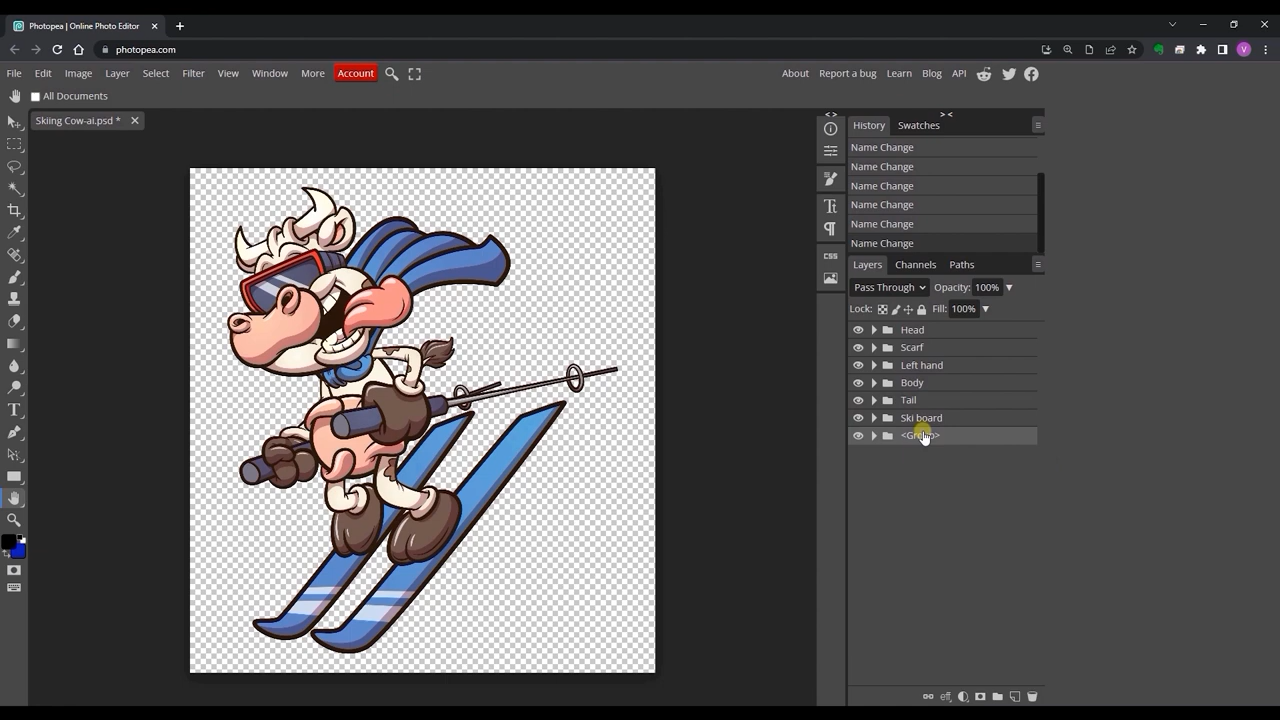 Photopea | Online Photo Editor
photopea.com
V
File Edit Image Layer Select Filter View Window More Account About Report a bug Learn Blog API
All Documents
Skiing Cow-ai.psd *
History Swatches
Name Change
Name Change
Name Change
Name Change
Name Change
Name Change
CSS
Layers Channels Paths
Pass Through Opacity: 100%
Lock: Fill: 100%
Head
Scarf
Left hand
Body
Tail
Ski board
eff